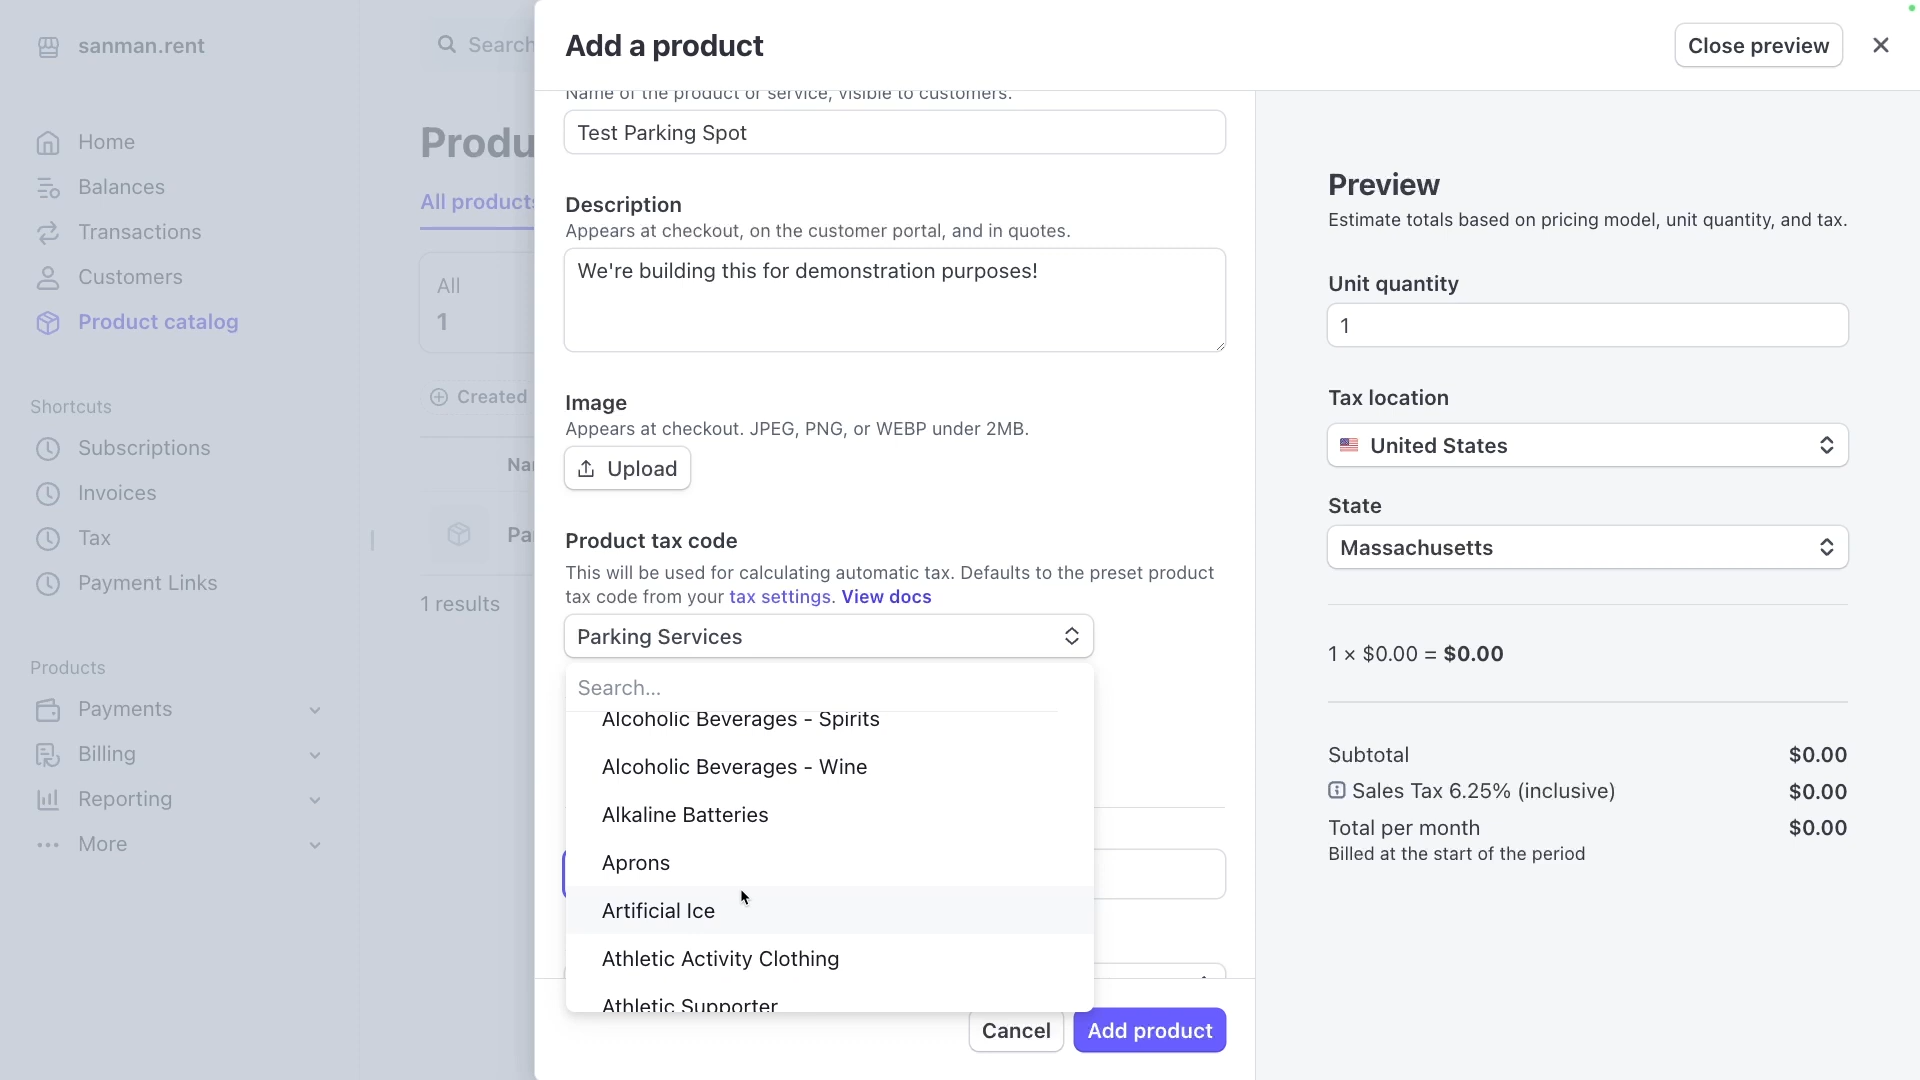 sanman.rent
Home
Balances
Transactions
Customers
Product catalog
Shortcuts
Subscriptions
Invoices
Tax
Payment Links
Products
Payments
Billing
Reporting
More
Search
Produ
All products
All
1
Created
Nar
Pa
1 results
Add a product
Close preview
Name of the product or service, visible to customers.
Test Parking Spot
Description
Appears at checkout, on the customer portal, and in quotes.
We're building this for demonstration purposes!
Image
Appears at checkout. JPEG, PNG, or WEBP under 2MB.
Upload
Product tax code
This will be used for calculating automatic tax. Defaults to the preset product
tax code from your tax settings. View docs
Parking Services
Search...
Alcoholic Beverages - Spirits
Alcoholic Beverages - Wine
Alkaline Batteries
Aprons
Artificial Ice
Athletic Activity Clothing
Athletic Supporter
Cancel
Add product
Preview
Estimate totals based on pricing model, unit quantity, and tax.
Unit quantity
1
Tax location
United States
State
Massachusetts
1 × $0.00 = $0.00
Subtotal $0.00
Sales Tax 6.25% (inclusive) $0.00
Total per month $0.00
Billed at the start of the period